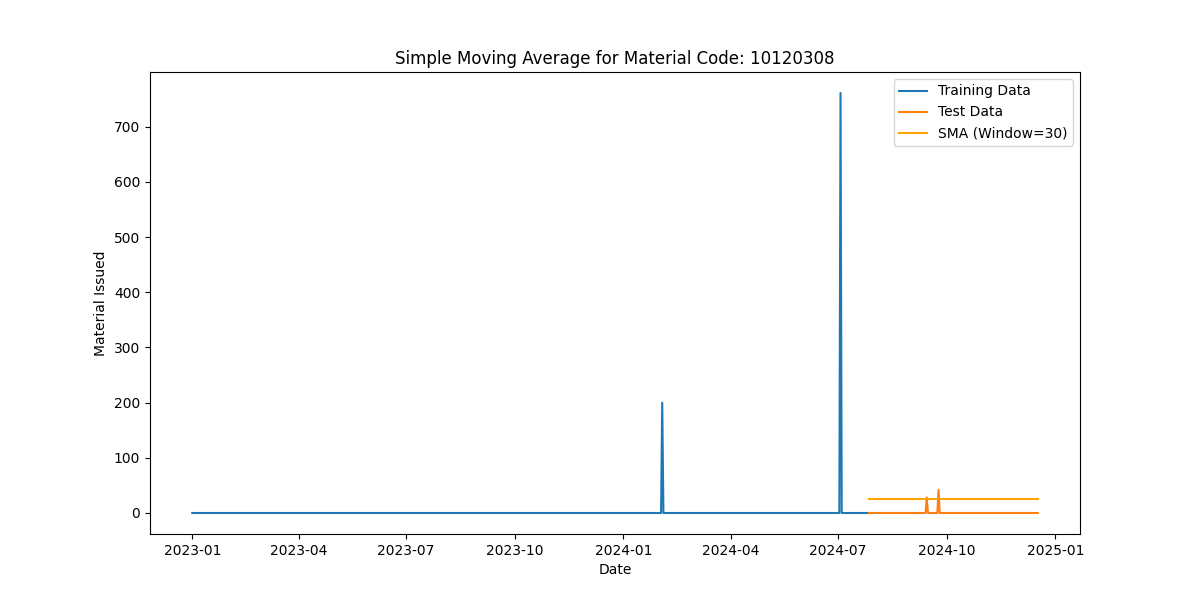 Simple Moving Average for Material Code: 10120308
Training Data
Test Data
SMA (Window=30)
Material Issued
700
600
500
400
300
200
100
0
2023-01 2023-04 2023-07 2023-10 2024-01 2024-04 2024-07 2024-10 2025-01
Date